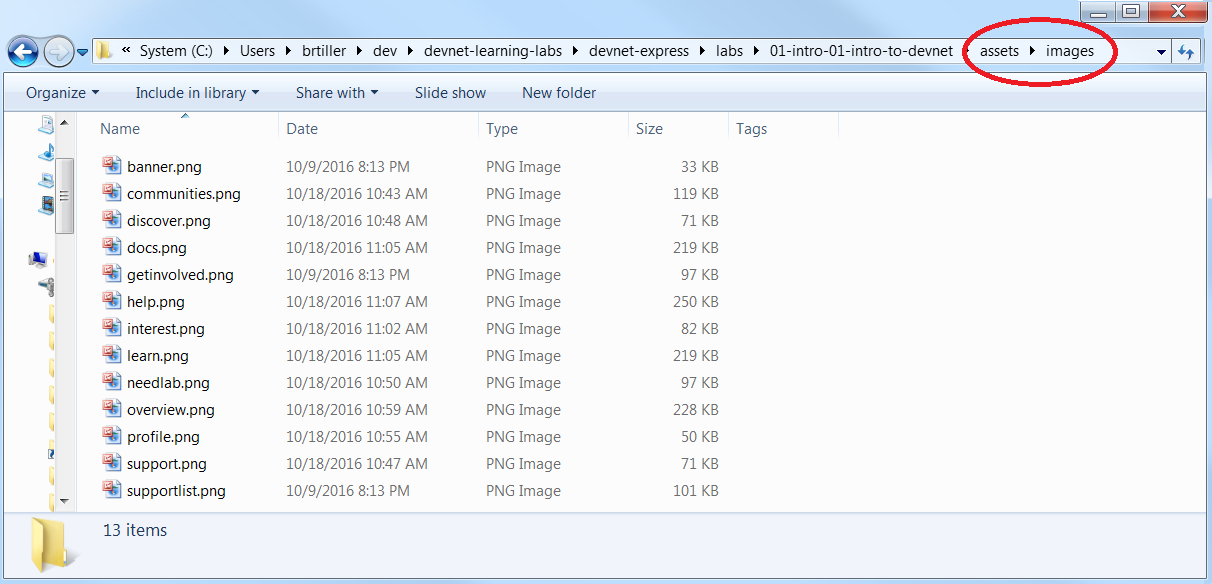 « System (C:) Users brtiller dev devnet-learning-labs devnet-express labs 01-intro-01-intro-to-devnet assets images
Organize Include in library Share with Slide show New folder
Name Date Type Size Tags
banner.png 10/9/2016 8:13 PM PNG Image 33 KB
communities.png 10/18/2016 10:43 AM PNG Image 119 KB
discover.png 10/18/2016 10:48 AM PNG Image 71 KB
docs.png 10/18/2016 11:05 AM PNG Image 219 KB
getinvolved.png 10/9/2016 8:13 PM PNG Image 97 KB
help.png 10/18/2016 11:07 AM PNG Image 250 KB
interest.png 10/18/2016 11:02 AM PNG Image 82 KB
learn.png 10/18/2016 11:05 AM PNG Image 219 KB
needlab.png 10/18/2016 10:50 AM PNG Image 97 KB
overview.png 10/18/2016 10:59 AM PNG Image 228 KB
profile.png 10/18/2016 10:55 AM PNG Image 50 KB
support.png 10/18/2016 10:47 AM PNG Image 71 KB
supportlist.png 10/9/2016 8:13 PM PNG Image 101 KB
13 items